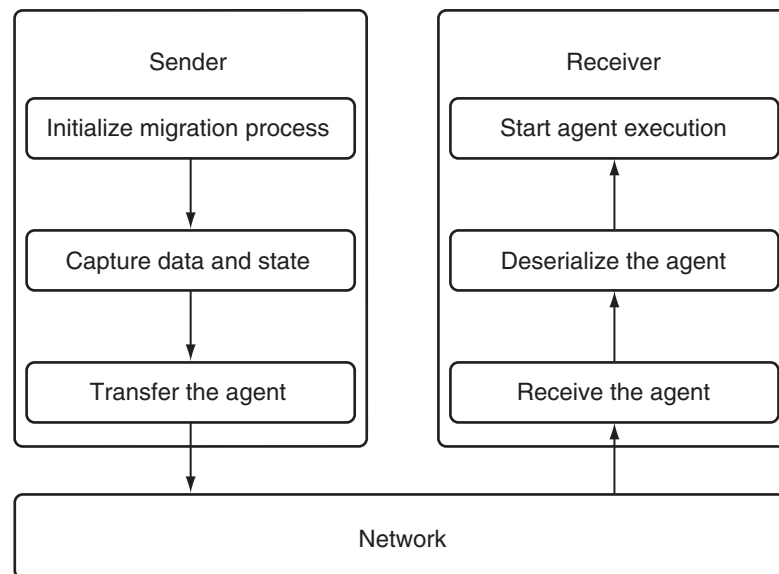 Sender
Initialize migration process
Capture data and state
Transfer the agent
Receiver
Start agent execution
Deserialize the agent
Receive the agent
Network